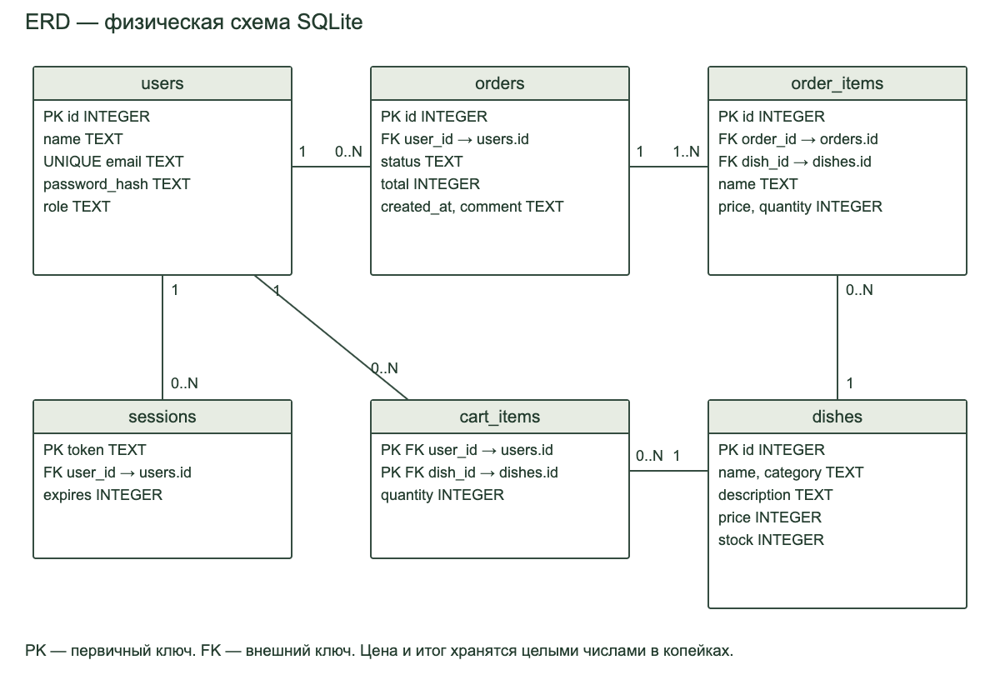 ERD — физическая схема SQLite
users
PK id INTEGER
name TEXT
UNIQUE email TEXT
password_hash TEXT
role TEXT
1
0..N
orders
PK id INTEGER
FK user_id → users.id
status TEXT
total INTEGER
created_at, comment TEXT
1
1..N
order_items
PK id INTEGER
FK order_id → orders.id
FK dish_id → dishes.id
name TEXT
price, quantity INTEGER
1
1
0..N
0..N
0..N
1
sessions
PK token TEXT
FK user_id → users.id
expires INTEGER
cart_items
PK FK user_id → users.id
PK FK dish_id → dishes.id
quantity INTEGER
0..N
1
dishes
PK id INTEGER
name, category TEXT
description TEXT
price INTEGER
stock INTEGER
PK — первичный ключ. FK — внешний ключ. Цена и итог хранятся целыми числами в копейках.